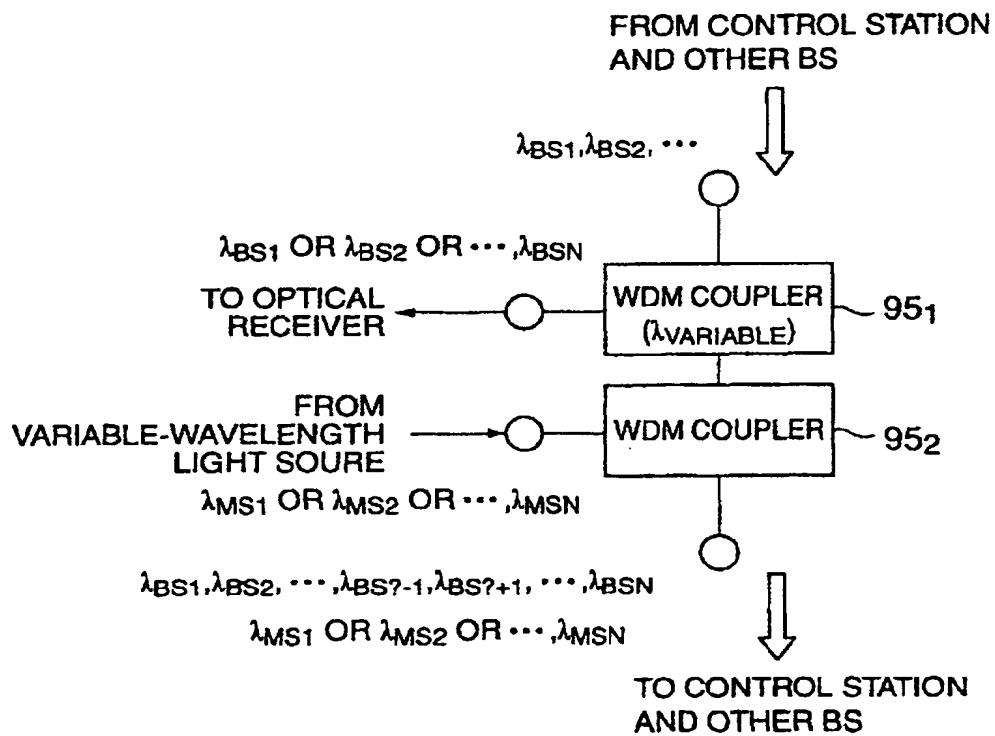 FROM CONTROL STATION
AND OTHER BS
λBS1,λBS2, ···
λBS1 OR λBS2 OR ···,λBSN
TO OPTICAL
RECEIVER
WDM COUPLER
(λVARIABLE)
951
FROM
VARIABLE-WAVELENGTH
LIGHT SOURE
WDM COUPLER
952
λMS1 OR λMS2 OR ···,λMSN
λBS1,λBS2, ···,λBS?-1,λBS?+1, ···,λBSN
λMS1 OR λMS2 OR ···,λMSN
TO CONTROL STATION
AND OTHER BS